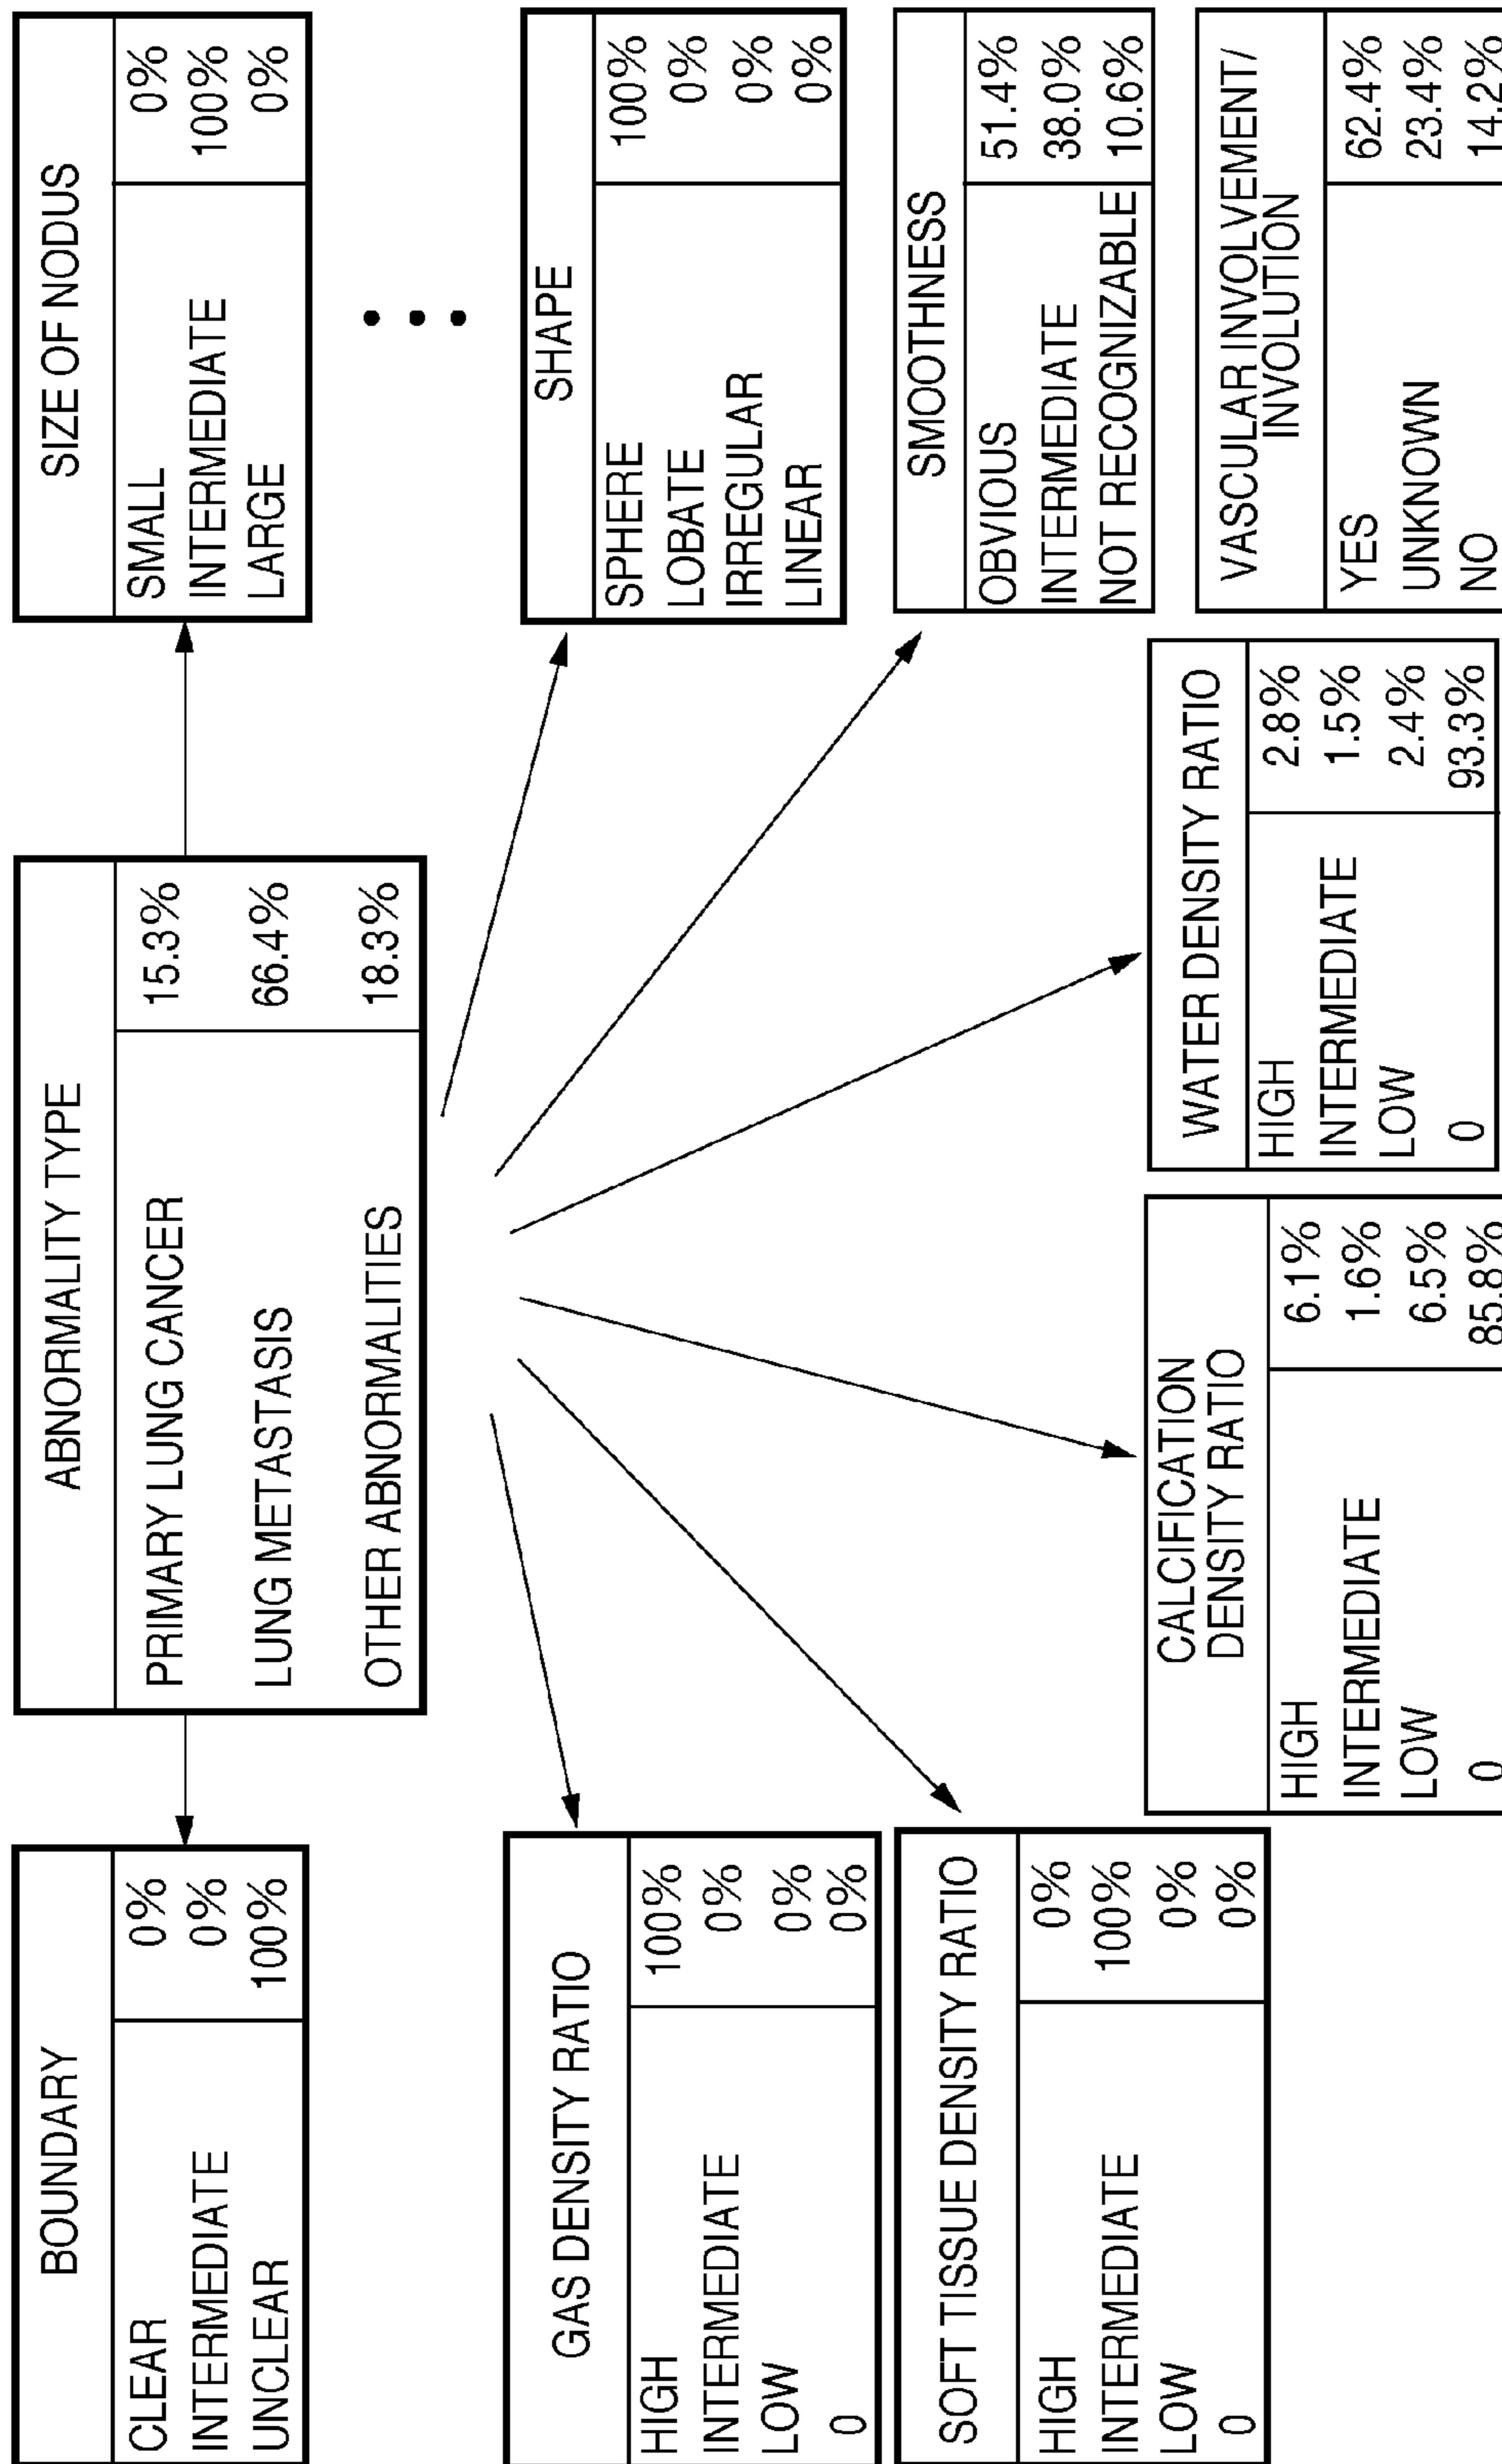 BOUNDARY
CLEAR 0%
INTERMEDIATE 0%
UNCLEAR 100%
ABNORMALITY TYPE
PRIMARY LUNG CANCER 15.3%
LUNG METASTASIS 66.4%
OTHER ABNORMALITIES 18.3%
SIZE OF NODUS
SMALL 0%
INTERMEDIATE 100%
LARGE 0%
GAS DENSITY RATIO
HIGH 100%
INTERMEDIATE 0%
LOW 0%
0 0%
SHAPE
SPHERE 100%
LOBATE 0%
IRREGULAR 0%
LINEAR 0%
SOFT TISSUE DENSITY RATIO
HIGH 0%
INTERMEDIATE 100%
LOW 0%
0 0%
SMOOTHNESS
OBVIOUS 51.4%
INTERMEDIATE 38.0%
NOT RECOGNIZABLE 10.6%
CALCIFICATION
DENSITY RATIO
HIGH 6.1%
INTERMEDIATE 1.6%
LOW 6.5%
0 85.8%
WATER DENSITY RATIO
HIGH 2.8%
INTERMEDIATE 1.5%
LOW 2.4%
0 93.3%
VASCULAR INVOLVEMENT/
INVOLUTION
YES 62.4%
UNKNOWN 23.4%
NO 14.2%